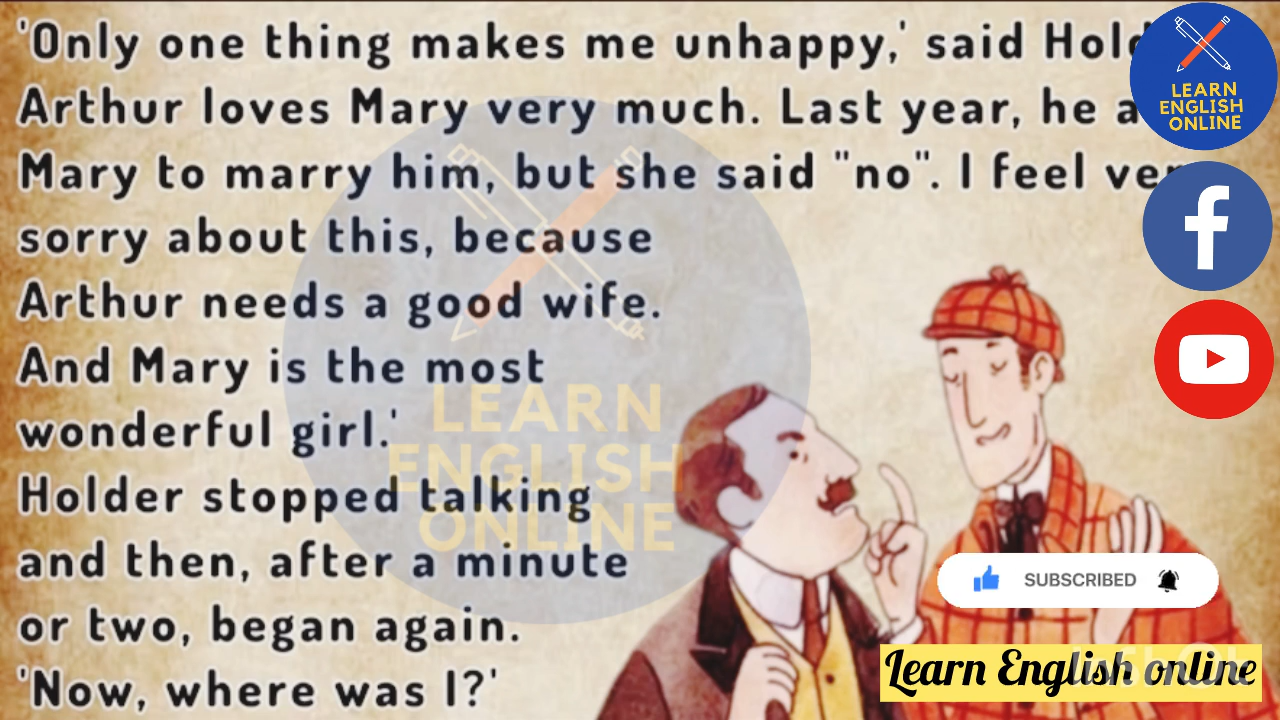 'Only one thing makes me unhappy,' said
Arthur loves Mary very much. Last year, he
Mary to marry him, but she said "no". I feel
sorry about this, because
Arthur needs a good wife.
And Mary is the most
wonderful girl.'
Holder stopped talking
and then, after a minute
or two, began again.
'Now, where was I?'
LEARN
ENGLISH
ONLINE
LEARN
ENGLISH
ONLINE
f
SUBSCRIBED
Learn English online